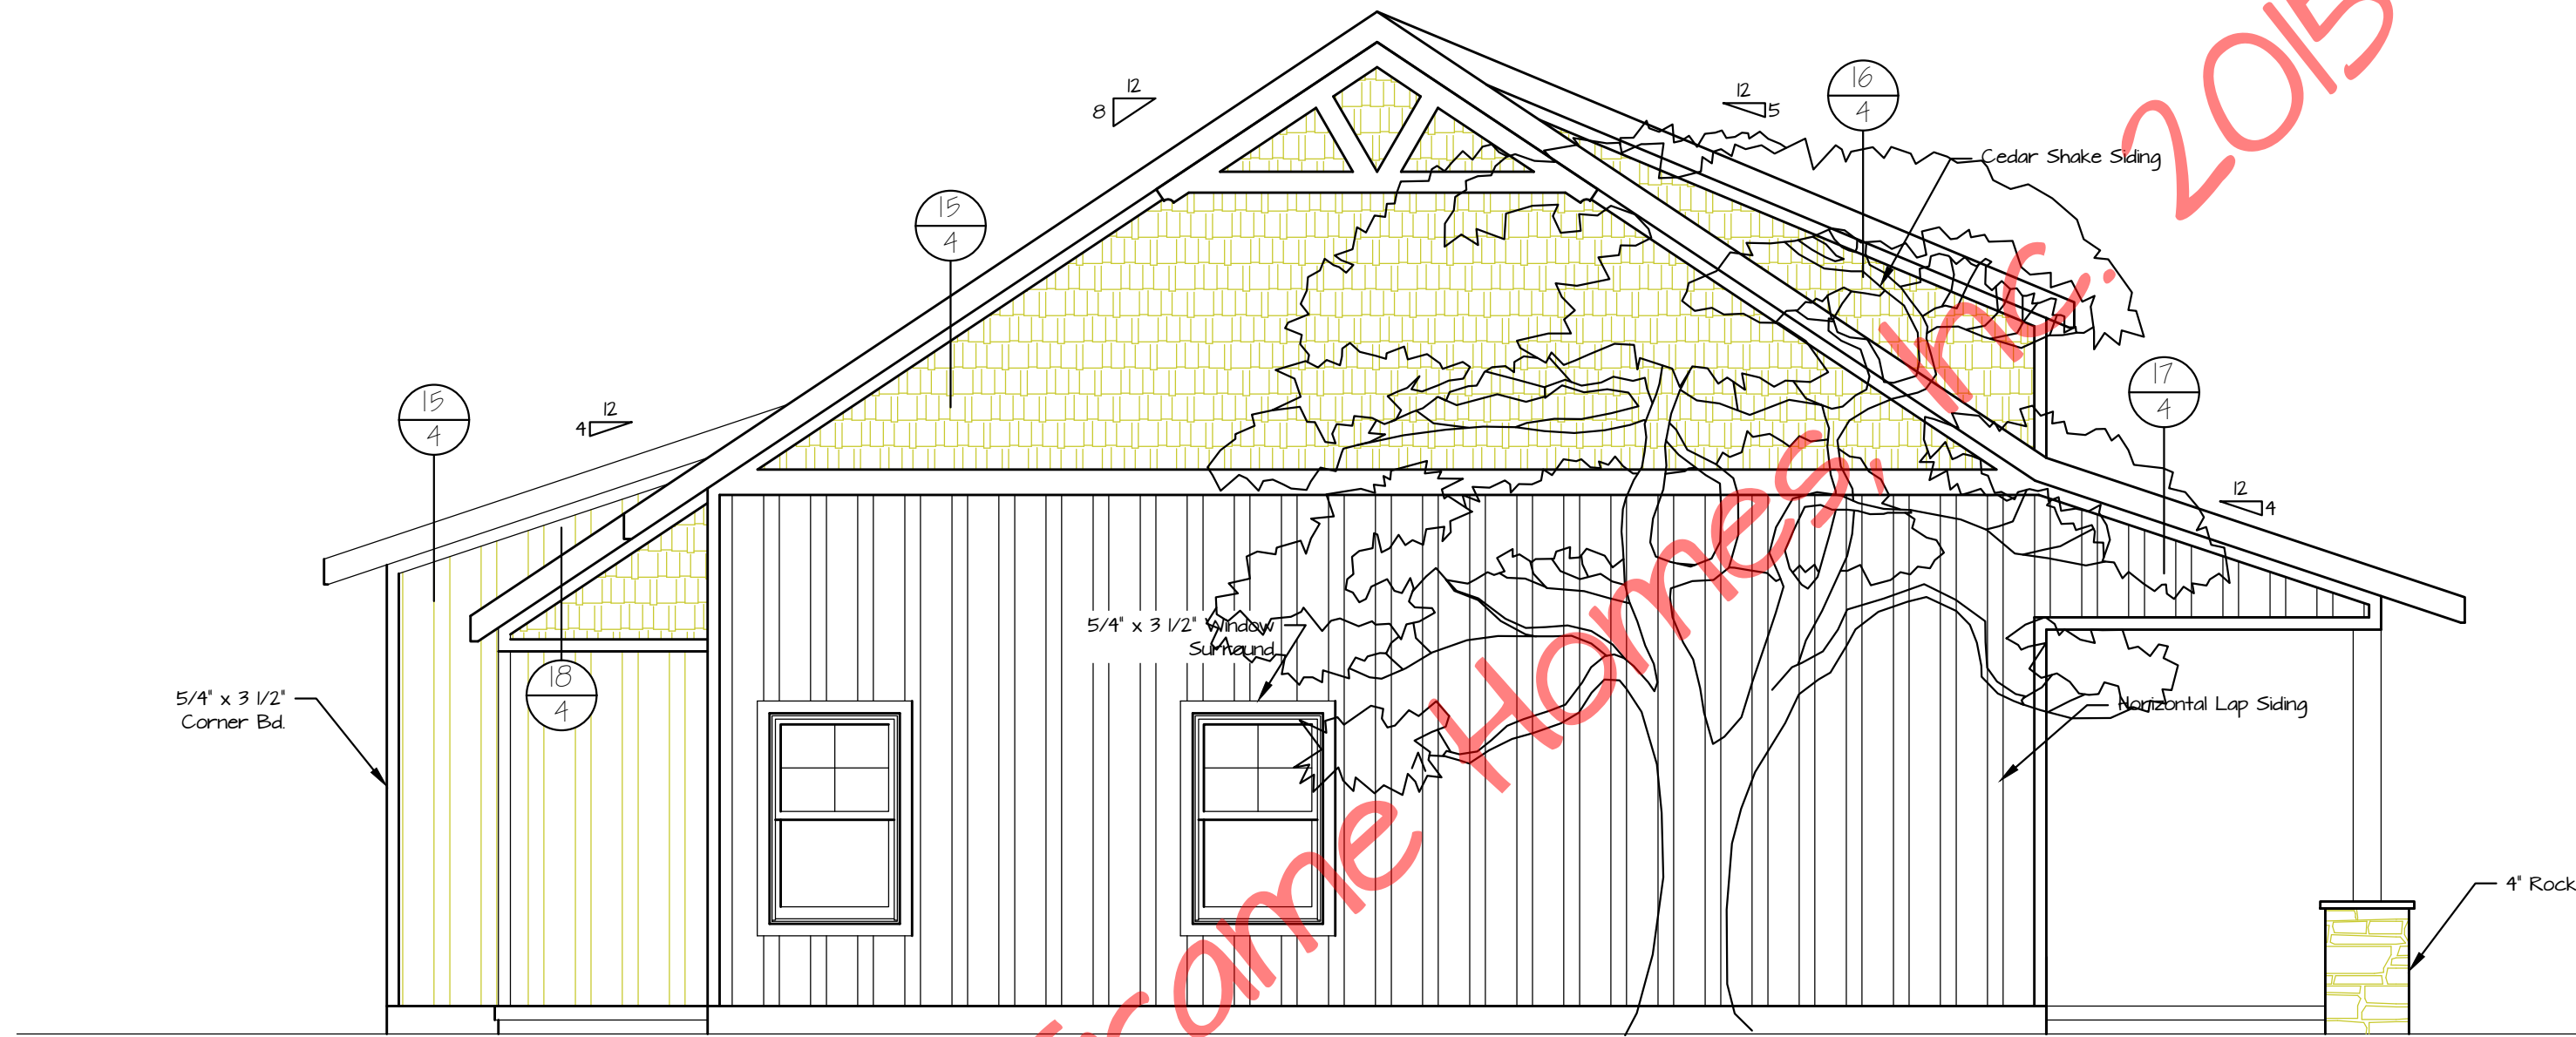 2015
12
8
12
5
16
4
Cedar Shake Siding
15
4
Inc.
15
4
12
4
17
4
12
4
Homes,
5/4" x 3 1/2" Window
Surround
18
4
5/4" x 3 1/2"
Corner Bd.
Horizontal Lap Siding
4" Rock